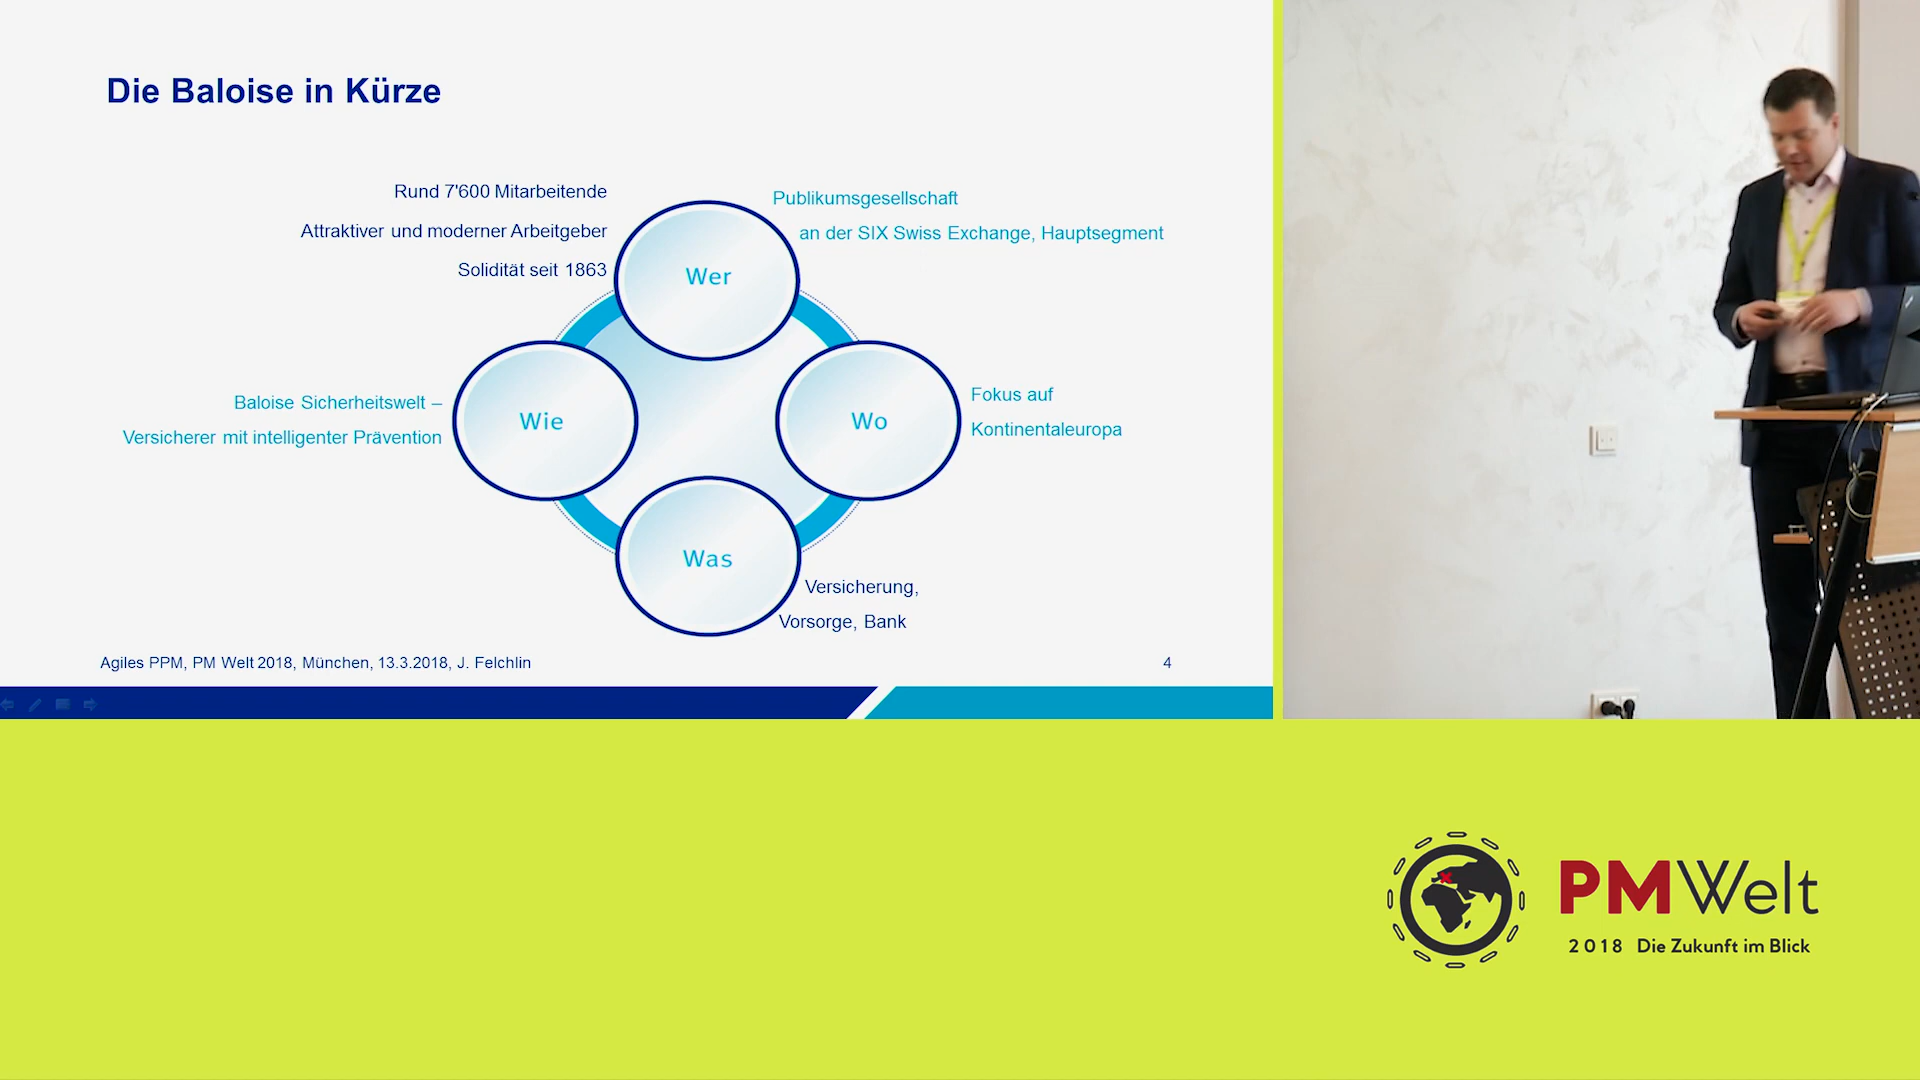 Die Baloise in Kürze
Rund 7'600 Mitarbeitende
Attraktiver und moderner Arbeitgeber
Solidität seit 1863
Publikumsgesellschaft
an der SIX Swiss Exchange, Hauptsegment
Wer
Baloise Sicherheitswelt –
Versicherer mit intelligenter Prävention
Wie
Wo
Fokus auf
Kontinentaleuropa
Was
Versicherung,
Vorsorge, Bank
Agiles PPM, PM Welt 2018, München, 13.3.2018, J. Felchlin
4
PMWelt
2018 Die Zukunft im Blick